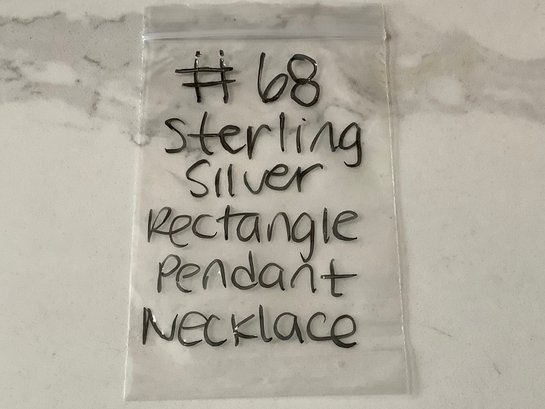 # 68
Sterling
Silver
Rectangle
Pendant
Necklace